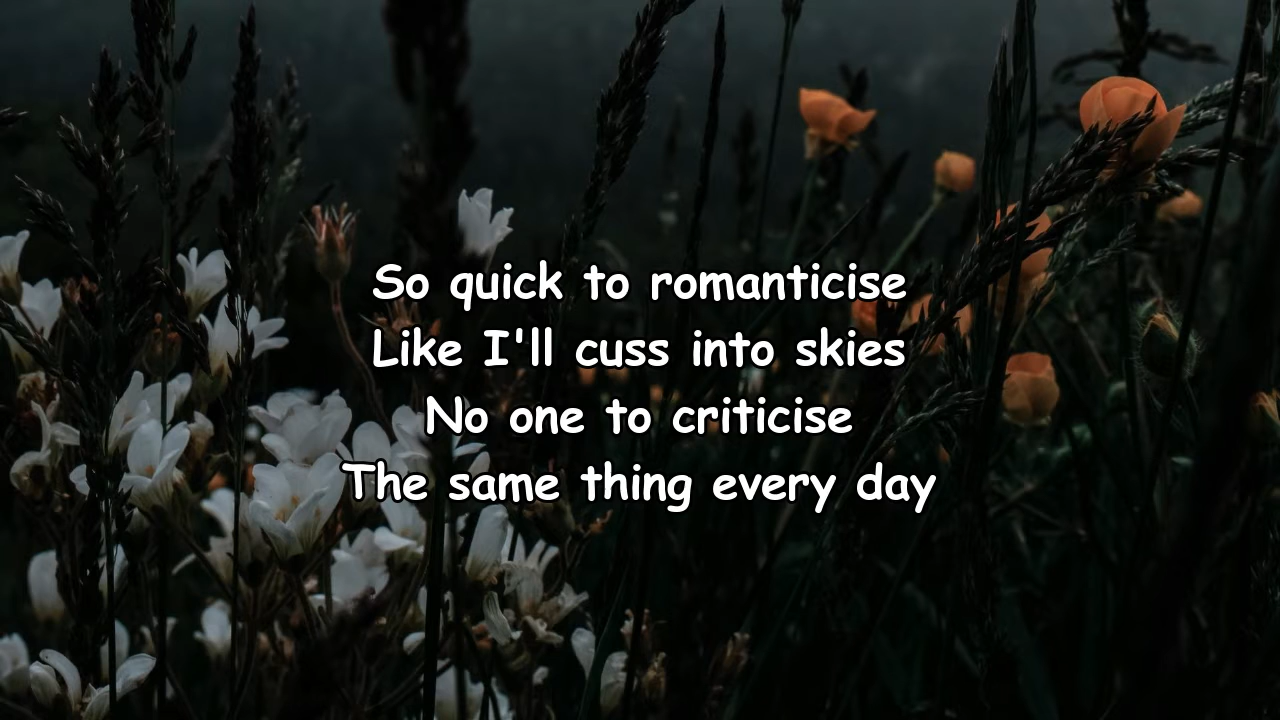 So quick to romanticise
Like I'll cuss into skies
No one to criticise
The same thing every day